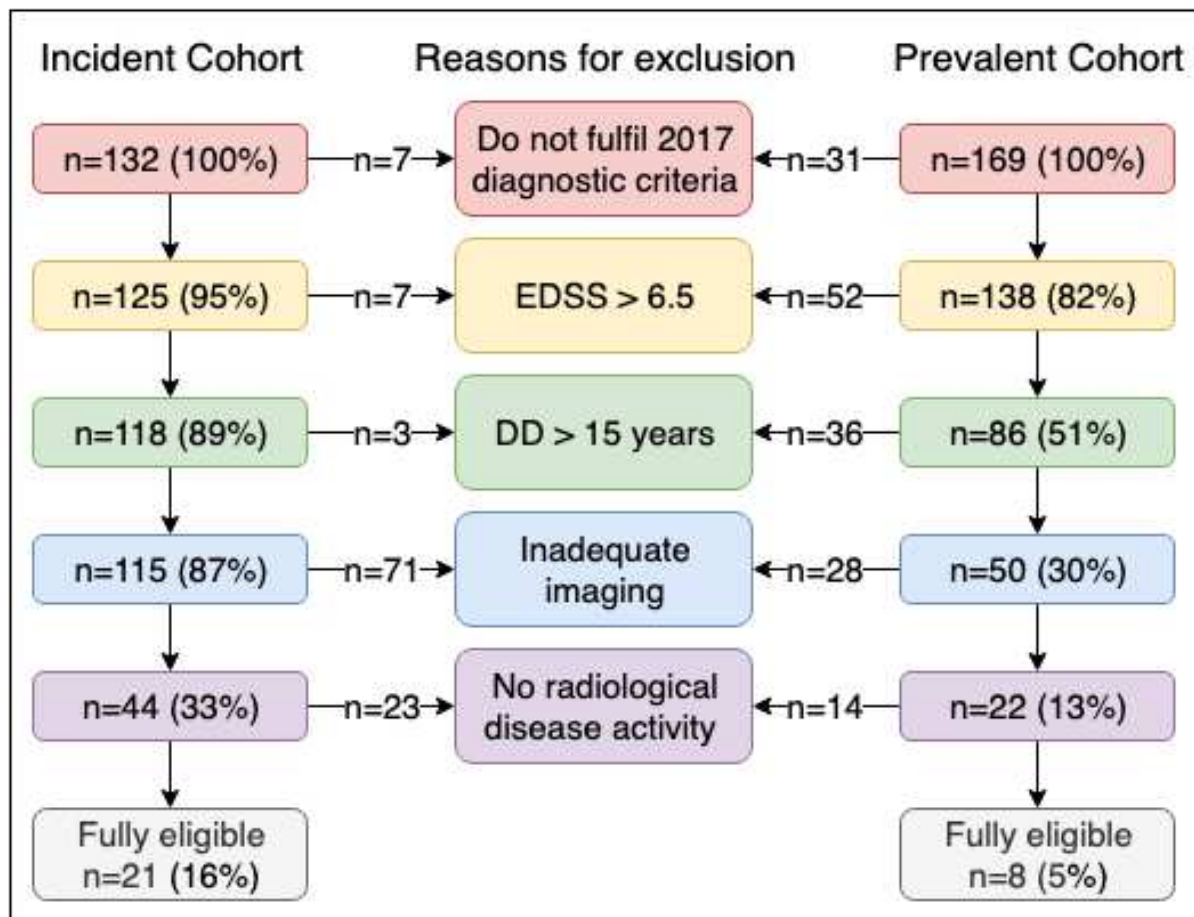 Incident Cohort
Reasons for exclusion
Prevalent Cohort
n=132 (100%)
n=7
Do not fulfil 2017
diagnostic criteria
n=31
n=169 (100%)
n=125 (95%)
n=7
EDSS > 6.5
n=52
n=138 (82%)
n=118 (89%)
n=3
DD > 15 years
n=36
n=86 (51%)
n=115 (87%)
n=71
Inadequate
imaging
n=28
n=50 (30%)
n=44 (33%)
n=23
No radiological
disease activity
n=14
n=22 (13%)
Fully eligible
n=21 (16%)
Fully eligible
n=8 (5%)